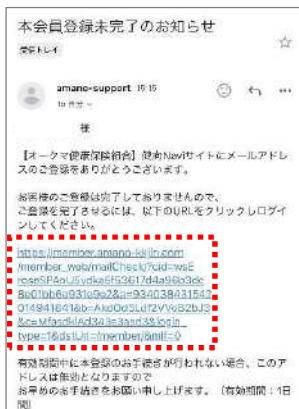 本会員登録未完了のお知らせ
受信トレイ
amano-support 15:15
To 自分
様
【オークマ健康保険組合】健康Naviサイトにメールアドレ
スのご登録をありがとうございます。
お客様のご登録は完了しておりませんので、
ご登録を完了させるには、以下のURLをクリックしログイ
ンしてください。
https://member.amano-kkjin.com
/member_web/mailCheck?cid=wsE
有効期間中に本登録のお手続きが行われない場合、このア
ドレスは無効となりますので
お早めのお手続きをお願い申し上げます。（有効期間：1日
間）